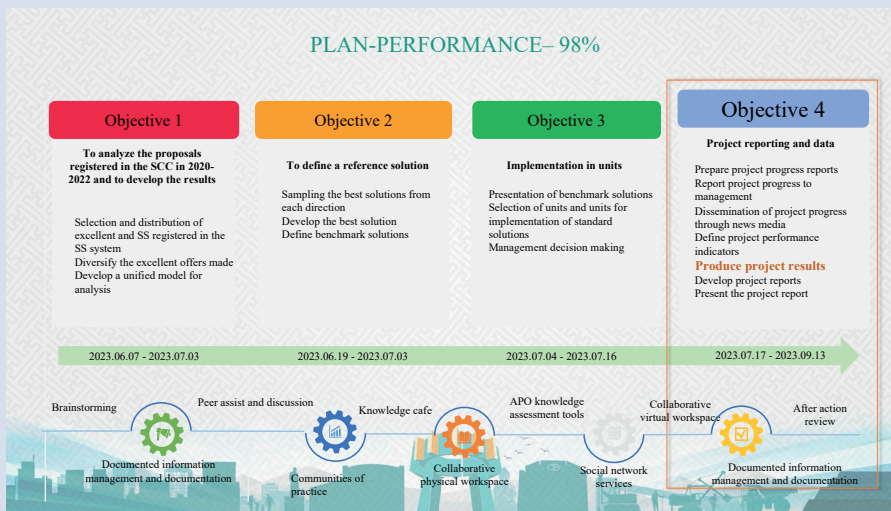 PLAN-PERFORMANCE– 98%
Objective 1
To analyze the proposals
registered in the SCC in 2020-
2022 and to develop the results
Selection and distribution of
excellent and SS registered in the
SS system
Diversify the excellent offers made
Develop a unified model for
analysis
Objective 2
To define a reference solution
Sampling the best solutions from
each direction
Develop the best solution
Define benchmark solutions
Objective 3
Implementation in units
Presentation of benchmark solutions
Selection of units and units for
implementation of standard
solutions
Management decision making
Objective 4
Project reporting and data
Prepare project progress reports
Report project progress to
management
Dissemination of project progress
through news media
Define project performance
indicators
Produce project results
Develop project reports
Present the project report
2023.06.07 - 2023.07.03
2023.06.19 - 2023.07.03
2023.07.04 - 2023.07.16
2023.07.17 - 2023.09.13
Brainstorming
Documented information
management and documentation
Peer assist and discussion
Communities of
practice
Knowledge cafe
Collaborative
physical workspace
APO knowledge
assessment tools
Social network
services
Collaborative
virtual workspace
Documented information
management and documentation
After action
review